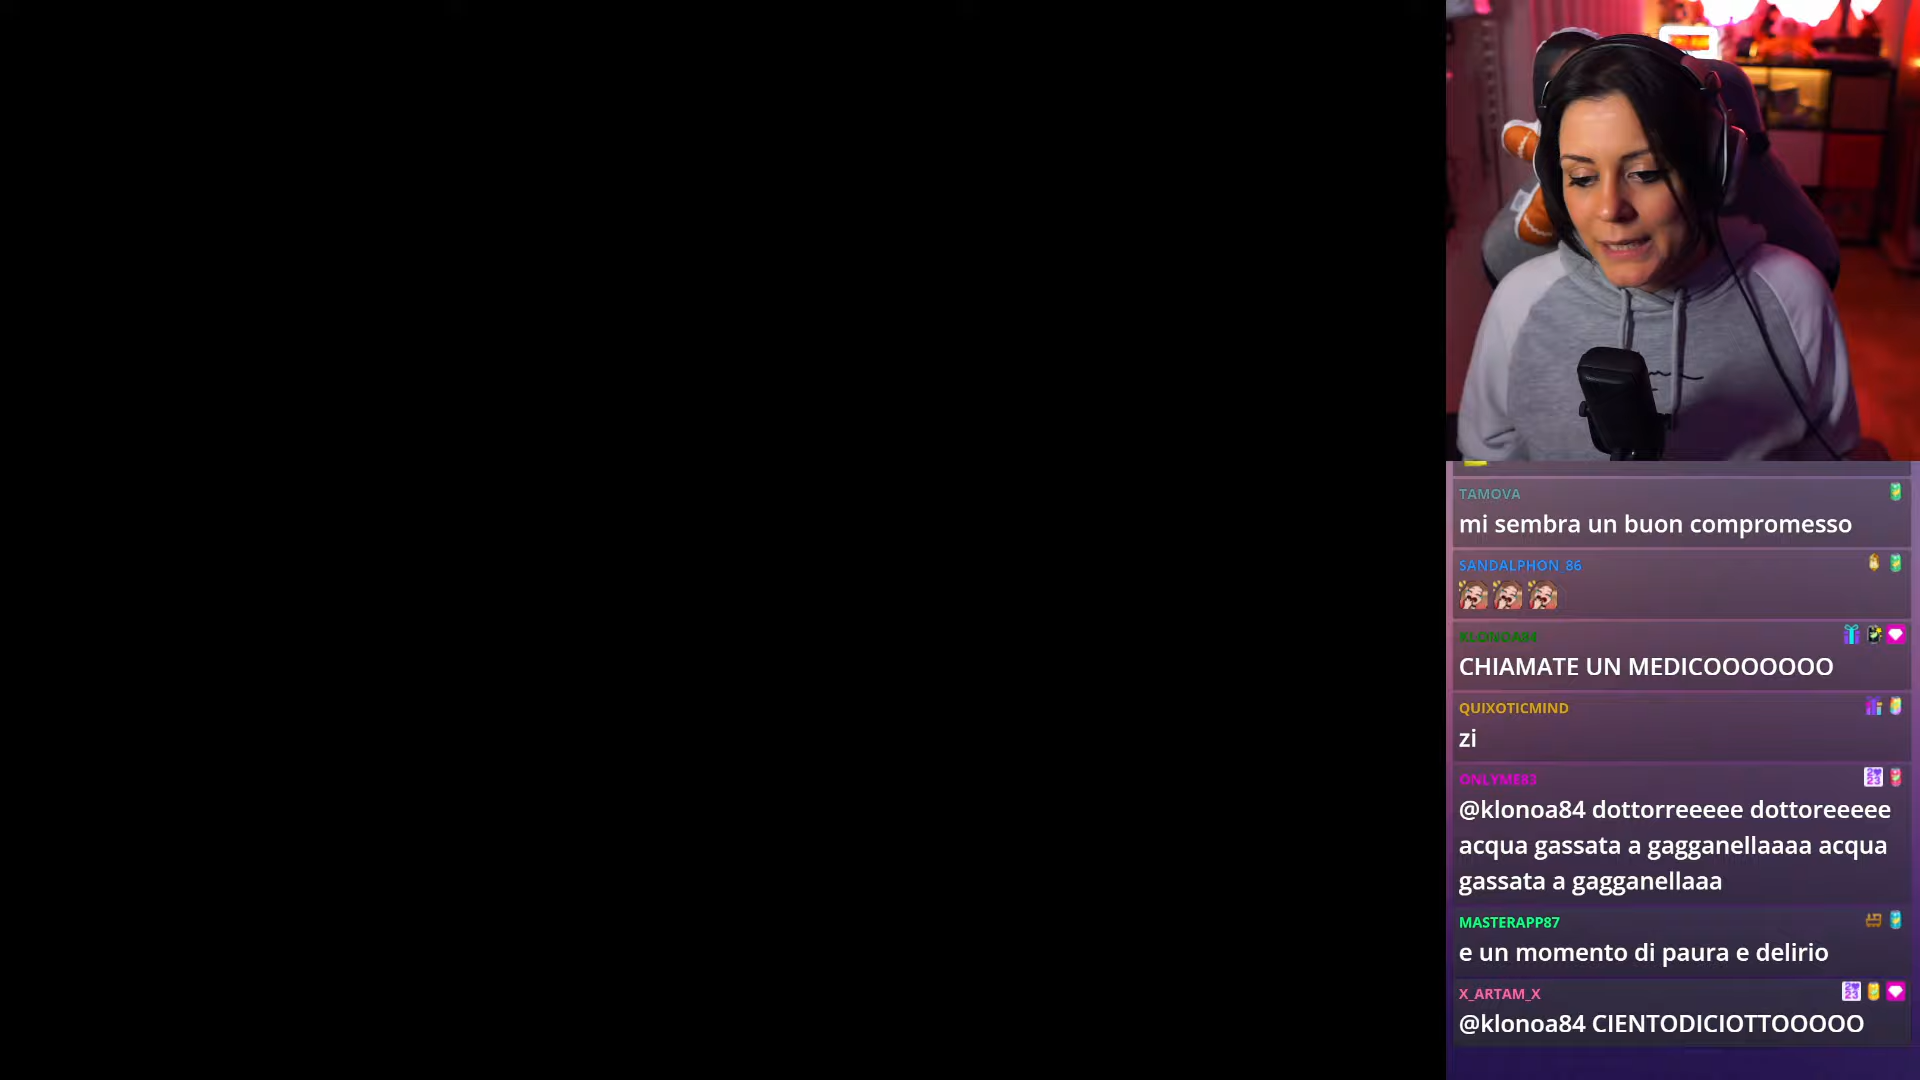 TAMOVA
mi sembra un buon compromesso
SANDALPHON_86
KLONOA84
CHIAMATE UN MEDICOOOOOOO
QUIXOTICMIND
zi
ONLYME83
@klonoa84 dottorreeeee dottoreeeee
acqua gassata a gagganellaaaa acqua
gassata a gagganellaaa
MASTERAPP87
e un momento di paura e delirio
X_ARTAM_X
@klonoa84 CIENTODICIOTTOOOOO